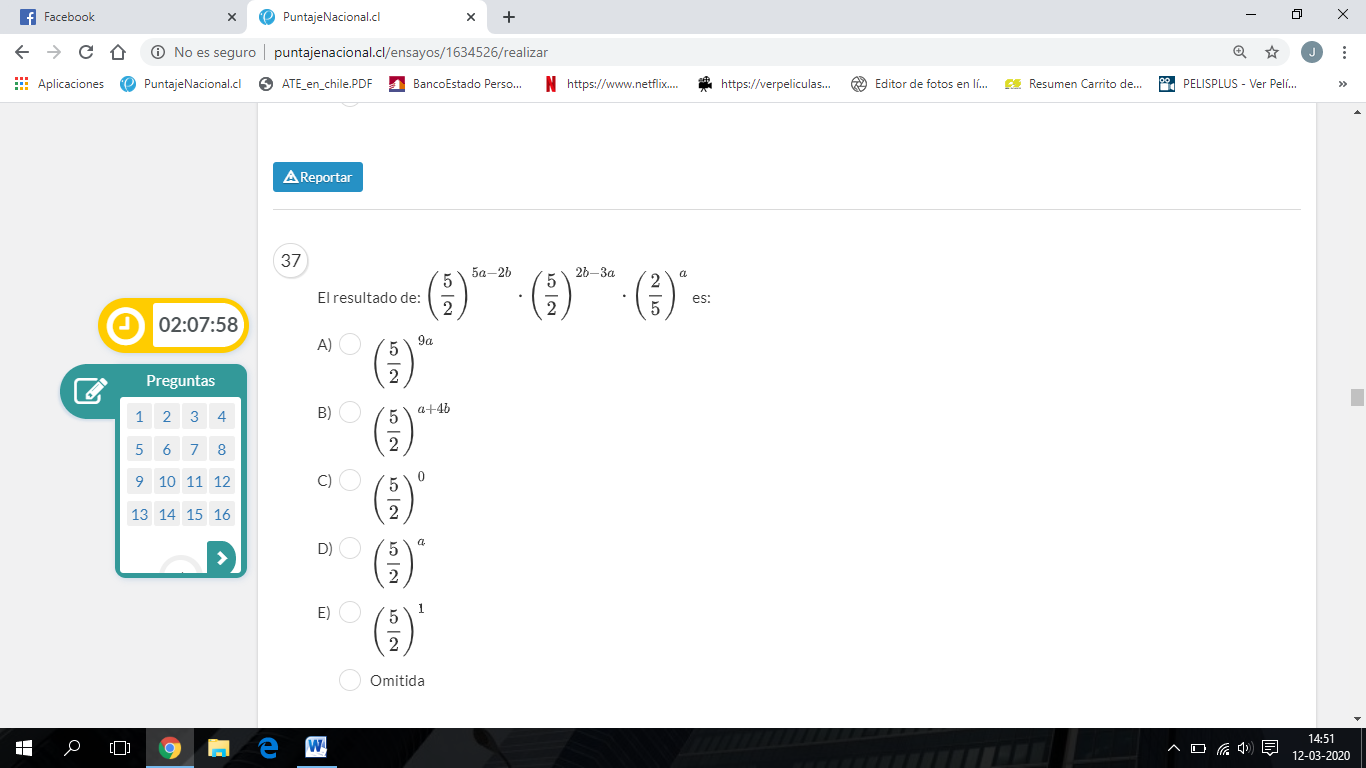 Facebook
PuntajeNacional.cl
No es seguro
puntajenacional.cl/ensayos/1634526/realizar
J
Aplicaciones
PuntajeNacional.cl
ATE_en_chile.PDF
BancoEstado Perso...
https://www.netflix....
https://verpeliculas...
Editor de fotos en lí...
Resumen Carrito de...
PELISPLUS - Ver Pelí...
»
Reportar
37
El resultado de: (5/2)^{5a−2b} · (5/2)^{2b−3a} · (2/5)^{a} es:
A) (5/2)^{9a}
B) (5/2)^{a+4b}
C) (5/2)^{0}
D) (5/2)^{a}
E) (5/2)^{1}
Omitida
02:07:58
Preguntas
1 2 3 4
5 6 7 8
9 10 11 12
13 14 15 16
14:51
12-03-2020